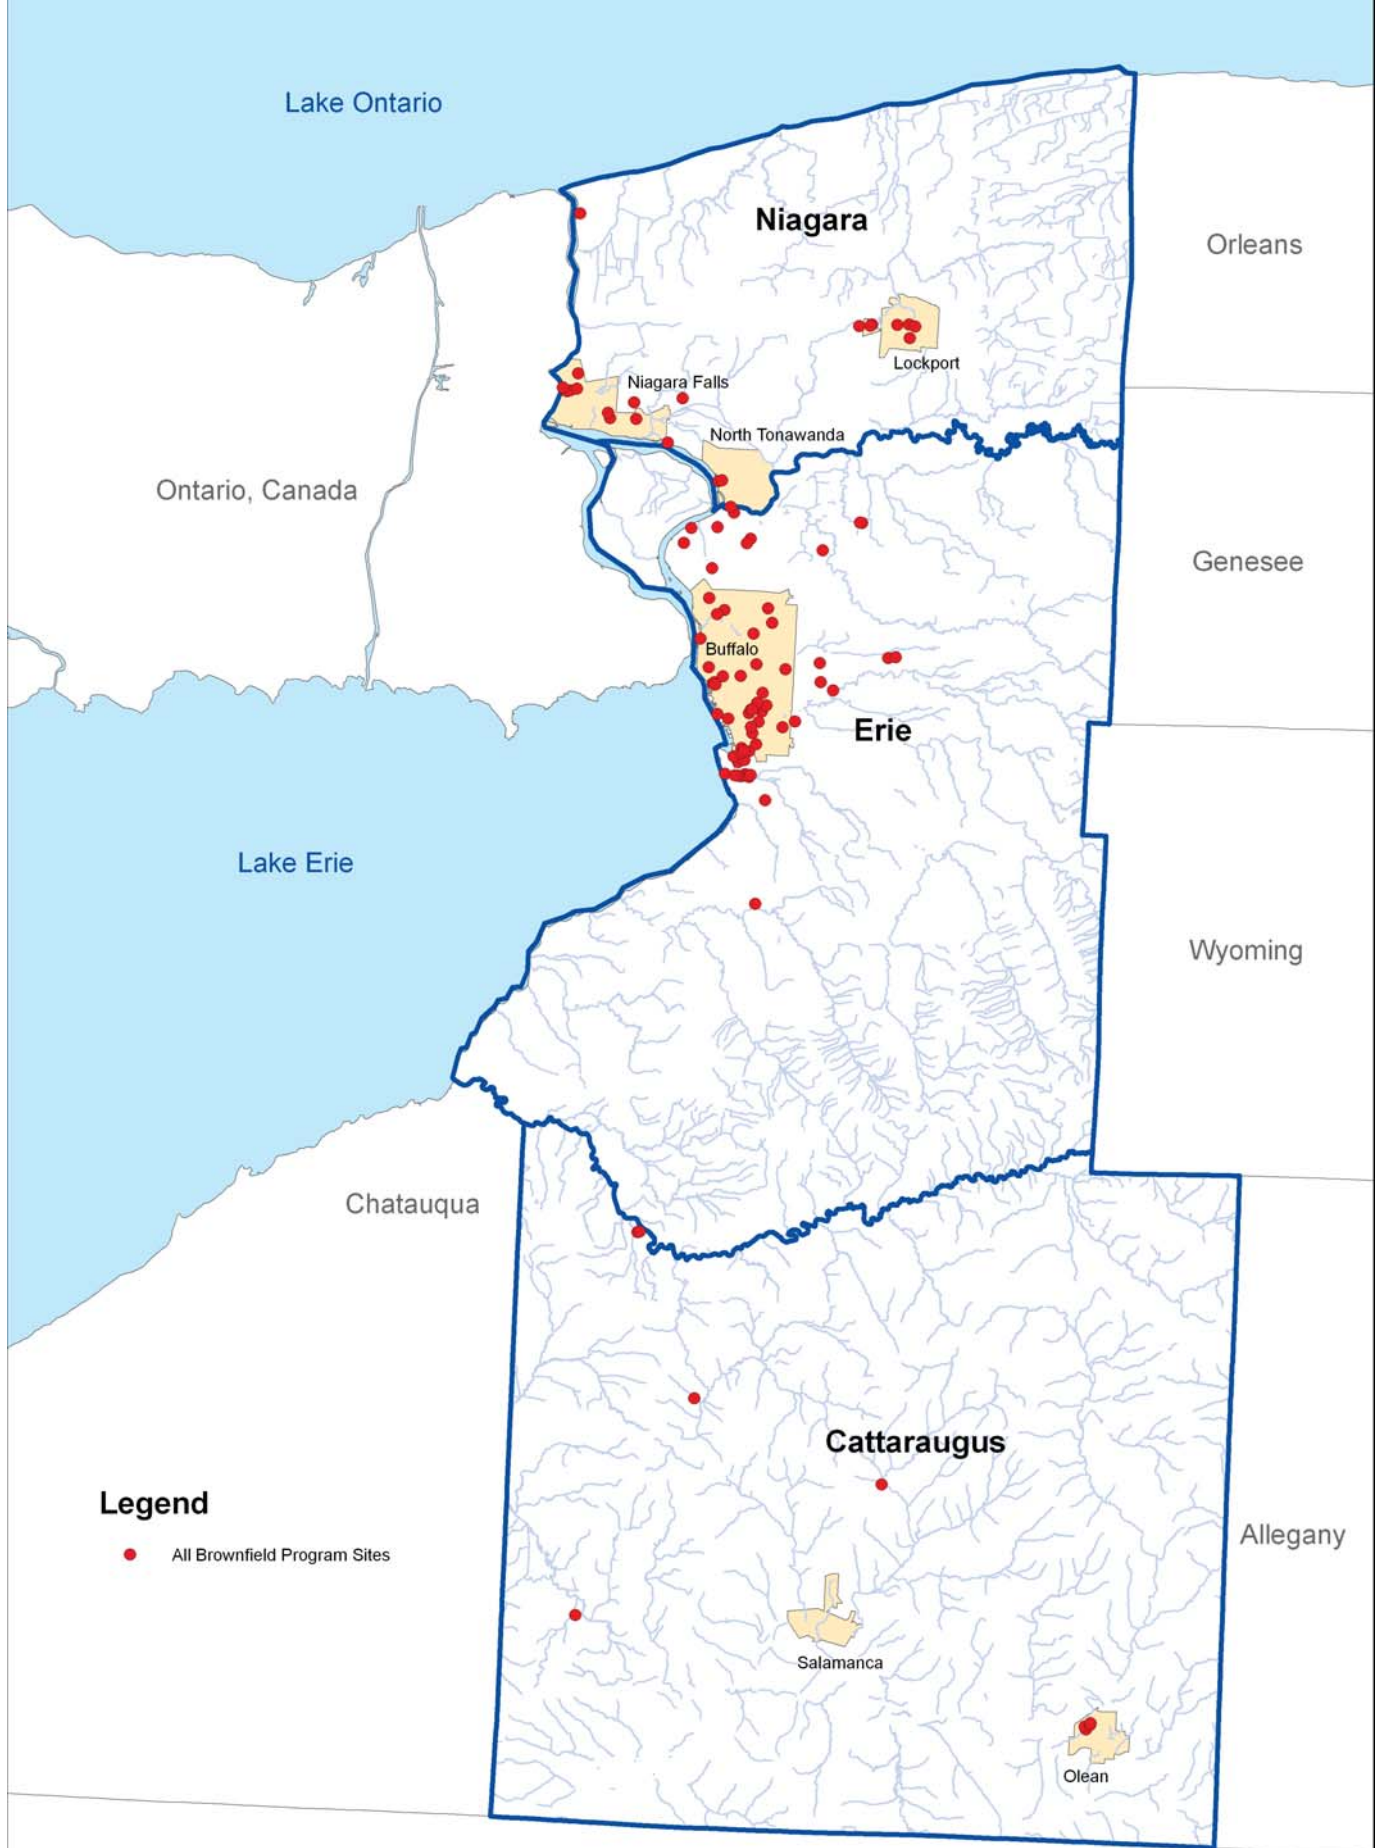 Lake Ontario
Niagara
Orleans
Lockport
Niagara Falls
North Tonawanda
Ontario, Canada
Genesee
Buffalo
Erie
Lake Erie
Wyoming
Chatauqua
Cattaraugus
Legend
All Brownfield Program Sites
Allegany
Salamanca
Olean